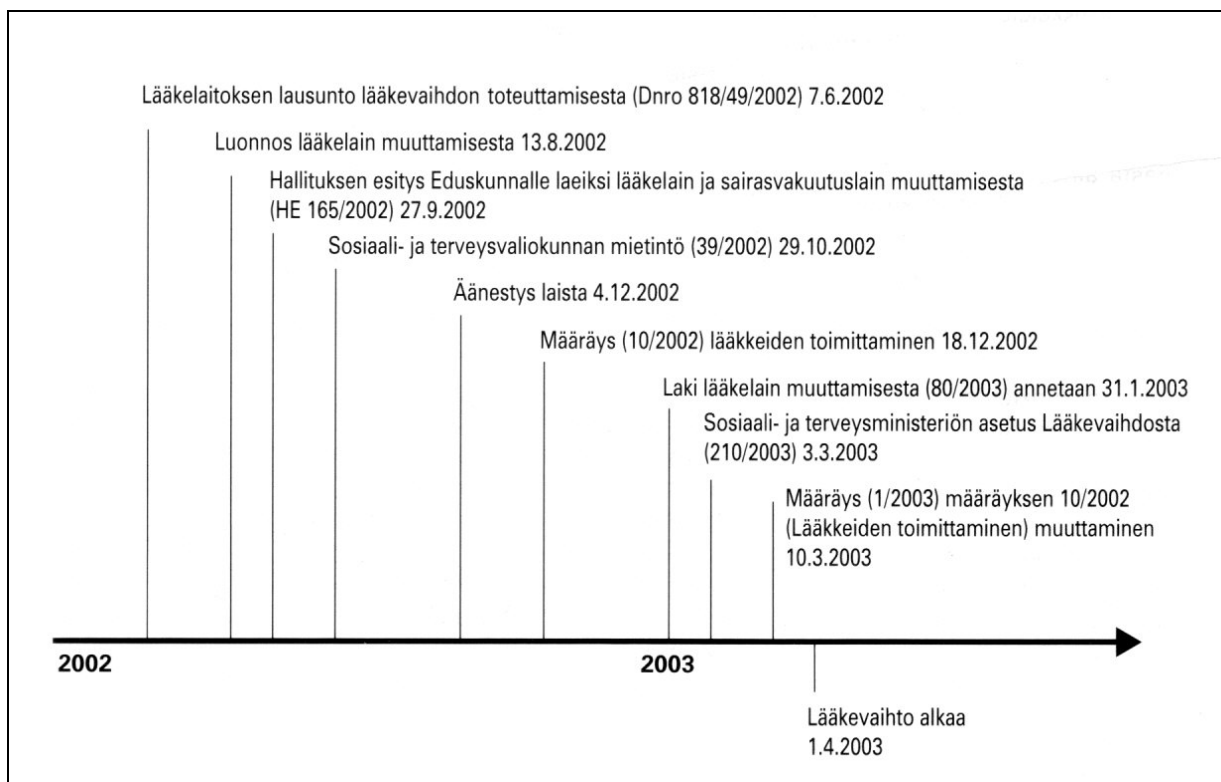 Lääkelaitoksen lausunto lääkevaihdon toteuttamisesta (Dnro 818/49/2002) 7.6.2002
Luonnos lääkelain muuttamisesta 13.8.2002
Hallituksen esitys Eduskunnalle laeiksi lääkelain ja sairasvakuutuslain muuttamisesta
(HE 165/2002) 27.9.2002
Sosiaali- ja terveysvaliokunnan mietintö (39/2002) 29.10.2002
Äänestys laista 4.12.2002
Määräys (10/2002) lääkkeiden toimittaminen 18.12.2002
Laki lääkelain muuttamisesta (80/2003) annetaan 31.1.2003
Sosiaali- ja terveysministeriön asetus Lääkevaihdosta
(210/2003) 3.3.2003
Määräys (1/2003) määräyksen 10/2002
(Lääkkeiden toimittaminen) muuttaminen
10.3.2003
2002
2003
Lääkevaihto alkaa
1.4.2003